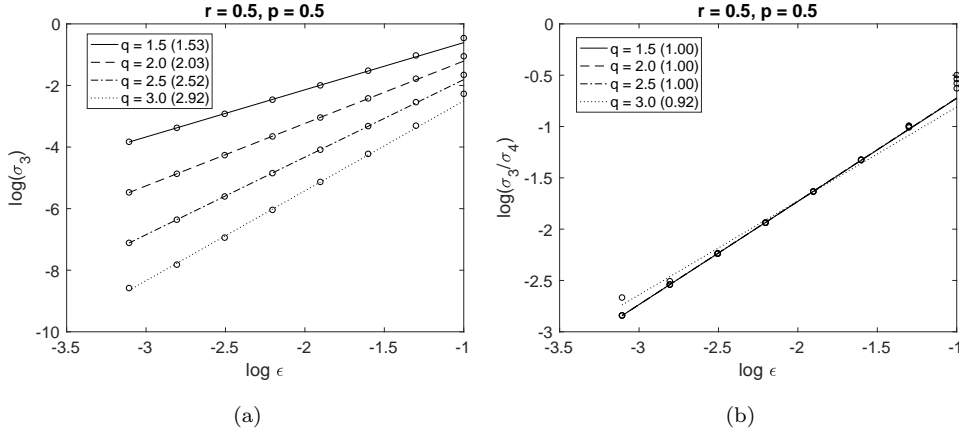 r = 0.5, p = 0.5
q = 1.5 (1.53)
q = 2.0 (2.03)
q = 2.5 (2.52)
q = 3.0 (2.92)
0
-2
-4
-6
-8
-10
log(σ3)
-3.5 -3 -2.5 -2 -1.5 -1
log ϵ
(a)
r = 0.5, p = 0.5
q = 1.5 (1.00)
q = 2.0 (1.00)
q = 2.5 (1.00)
q = 3.0 (0.92)
0
-0.5
-1
-1.5
-2
-2.5
-3
log(σ3/σ4)
-3.5 -3 -2.5 -2 -1.5 -1
log ϵ
(b)